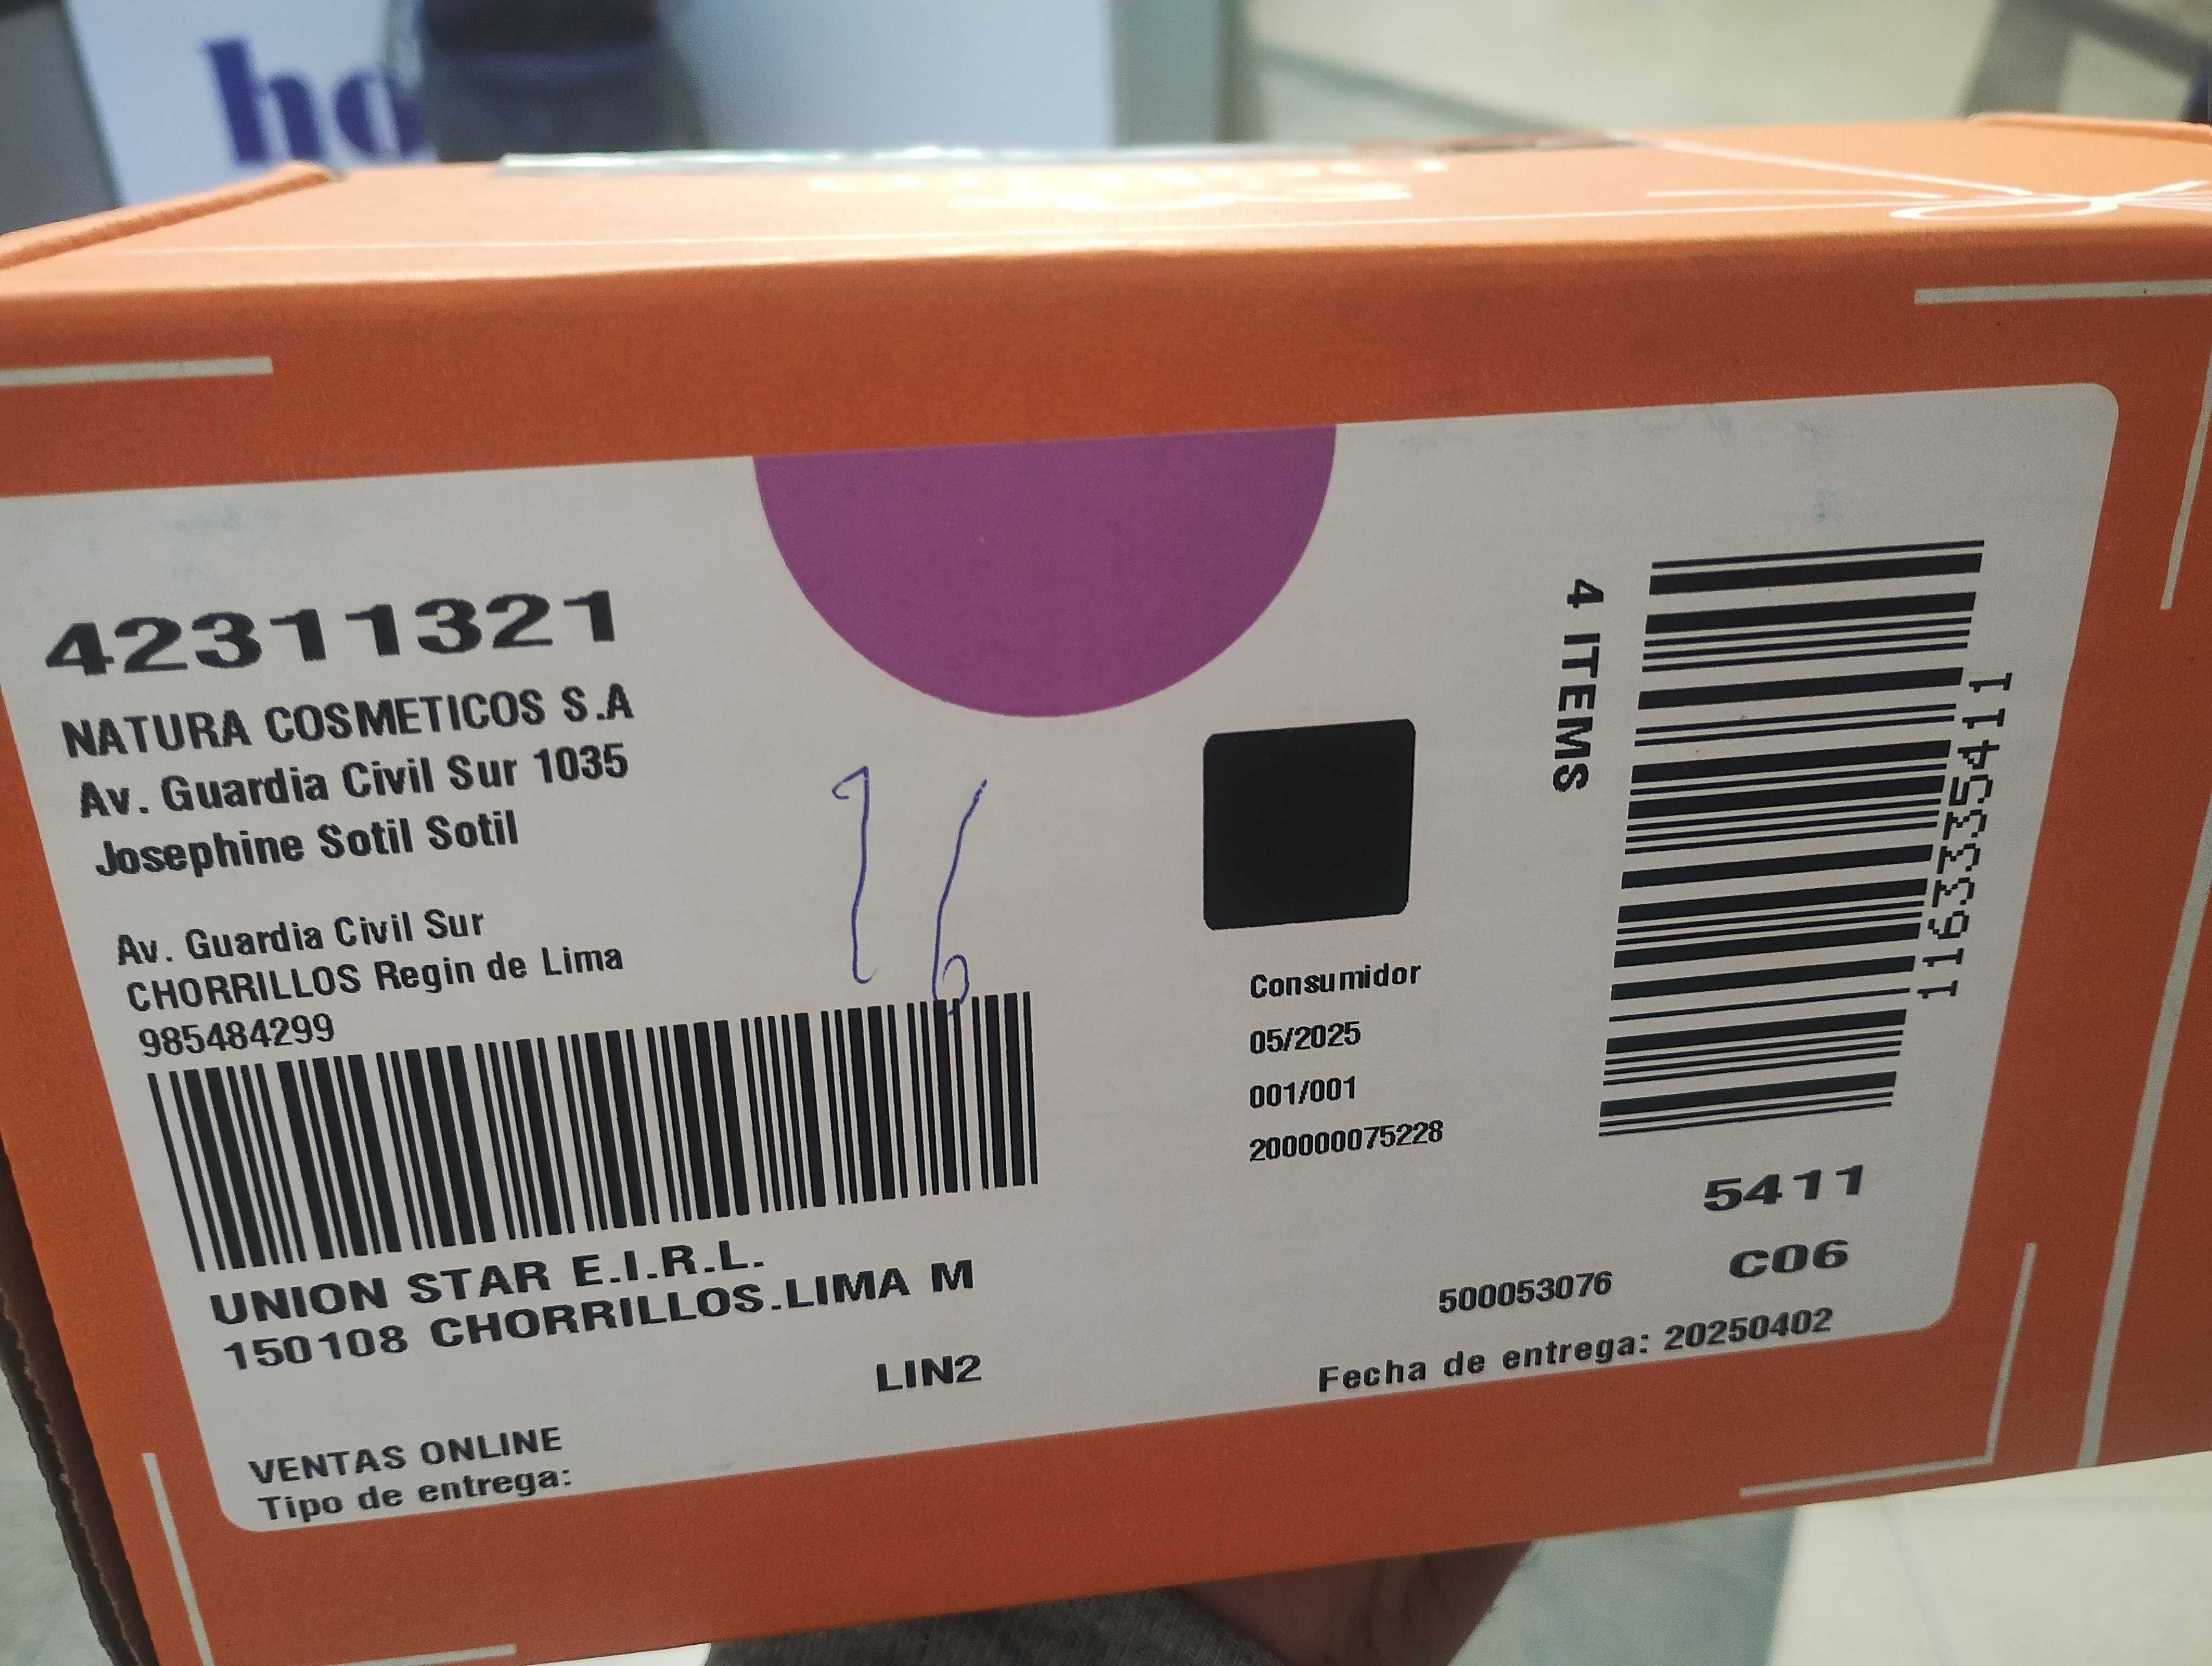 ho
42311321
NATURA COSMETICOS S.A
Av. Guardia Civil Sur 1035
Josephine Sotil Sotil
Av. Guardia Civil Sur
CHORRILLOS Regin de Lima
985484299
16
UNION STAR E.I.R.L.
150108 CHORRILLOS.LIMA M
LIN2
VENTAS ONLINE
Tipo de entrega:
Consumidor
05/2025
001/001
200000075228
4 ITEMS
1163335411
5411
C06
500053076
Fecha de entrega: 20250402